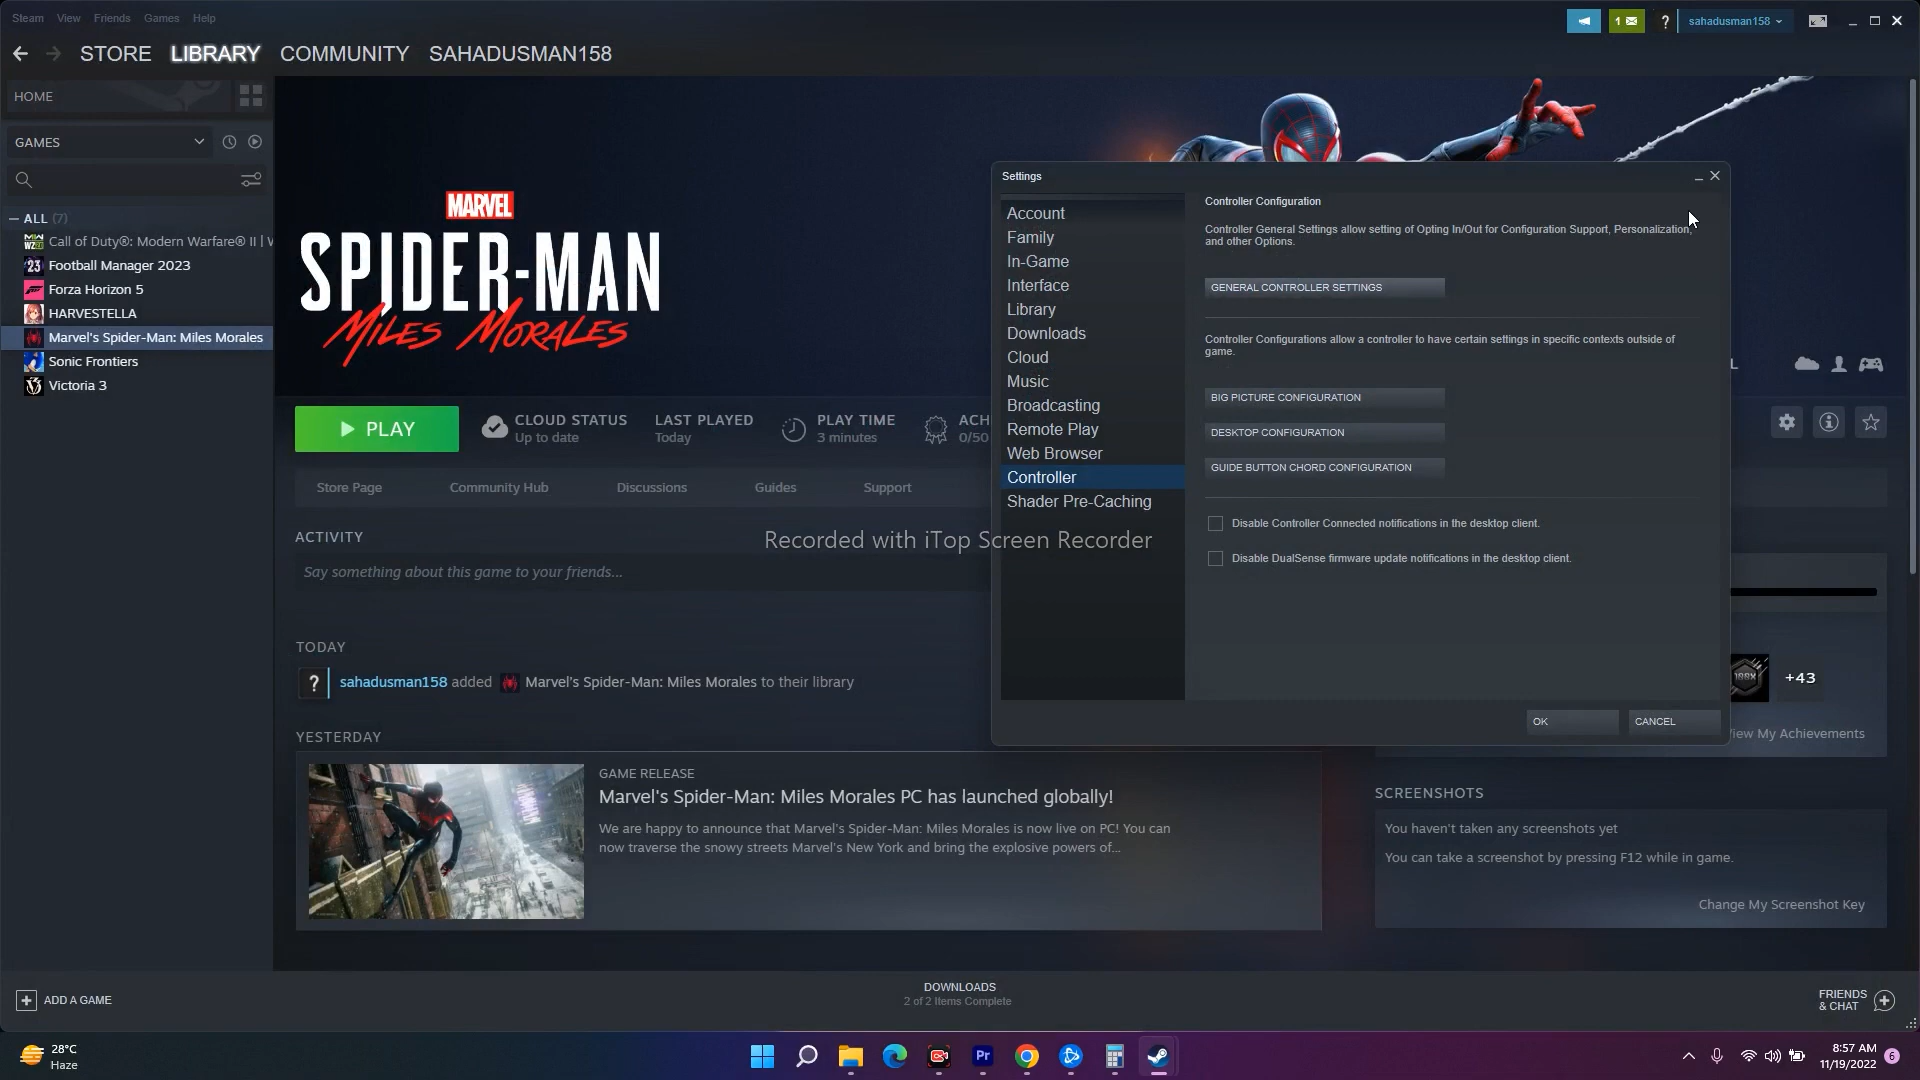 Steam View Friends Games Help
1
?
sahadusman158
STORE LIBRARY COMMUNITY SAHADUSMAN158
HOME
GAMES
ALL (7)
Call of Duty®: Modern Warfare® II | W
Football Manager 2023
Forza Horizon 5
HARVESTELLA
Marvel's Spider-Man: Miles Morales
Sonic Frontiers
Victoria 3
MARVEL
SPIDER-MAN
MILES MORALES
PLAY
CLOUD STATUS
Up to date
LAST PLAYED
Today
PLAY TIME
3 minutes
ACH
0/50
Store Page Community Hub Discussions Guides Support
ACTIVITY
Say something about this game to your friends...
Recorded with iTop Screen Recorder
TODAY
? sahadusman158 added Marvel's Spider-Man: Miles Morales to their library
YESTERDAY
GAME RELEASE
Marvel's Spider-Man: Miles Morales PC has launched globally!
We are happy to announce that Marvel's Spider-Man: Miles Morales is now live on PC! You can
now traverse the snowy streets Marvel's New York and bring the explosive powers of...
Settings
Account
Family
In-Game
Interface
Library
Downloads
Cloud
Music
Broadcasting
Remote Play
Web Browser
Controller
Shader Pre-Caching
Controller Configuration
Controller General Settings allow setting of Opting In/Out for Configuration Support, Personalization,
and other Options.
GENERAL CONTROLLER SETTINGS
Controller Configurations allow a controller to have certain settings in specific contexts outside of
game.
BIG PICTURE CONFIGURATION
DESKTOP CONFIGURATION
GUIDE BUTTON CHORD CONFIGURATION
Disable Controller Connected notifications in the desktop client.
Disable DualSense firmware update notifications in the desktop client.
OK
CANCEL
L
+43
iew My Achievements
SCREENSHOTS
You haven't taken any screenshots yet
You can take a screenshot by pressing F12 while in game.
Change My Screenshot Key
ADD A GAME
DOWNLOADS
2 of 2 Items Complete
FRIENDS
& CHAT
28°C
Haze
Pr
8:57 AM
11/19/2022
6